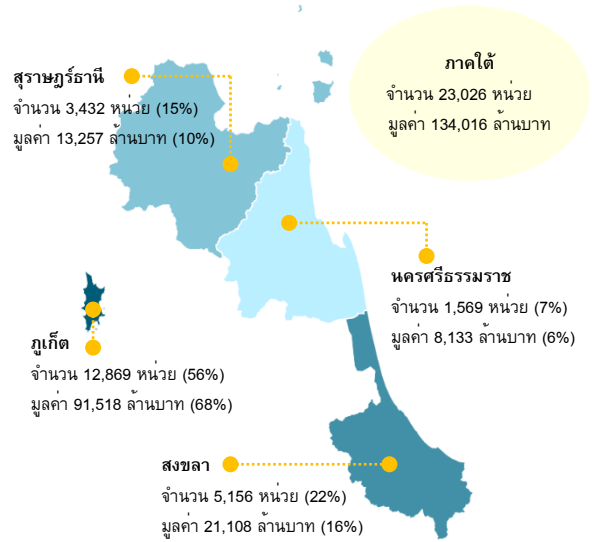 สุราษฎร์ธานี
จำนวน 3,432 หน่วย (15%)
มูลค่า 13,257 ล้านบาท (10%)
ภาคใต้
จำนวน 23,026 หน่วย
มูลค่า 134,016 ล้านบาท
นครศรีธรรมราช
จำนวน 1,569 หน่วย (7%)
มูลค่า 8,133 ล้านบาท (6%)
ภูเก็ต
จำนวน 12,869 หน่วย (56%)
มูลค่า 91,518 ล้านบาท (68%)
สงขลา
จำนวน 5,156 หน่วย (22%)
มูลค่า 21,108 ล้านบาท (16%)